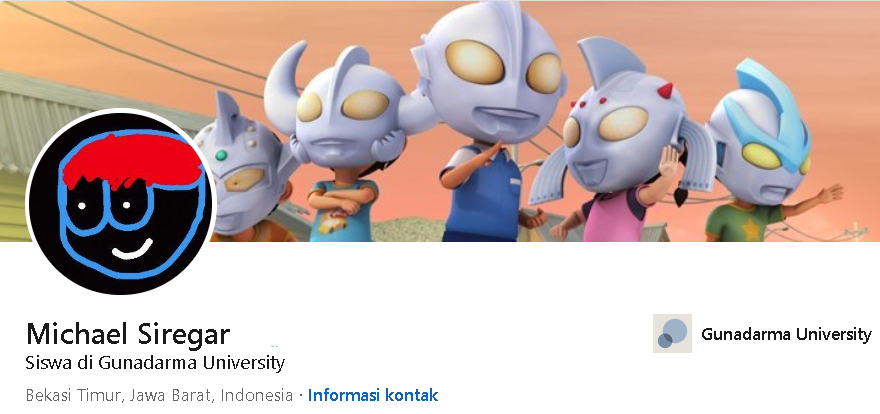 Michael Siregar
Siswa di Gunadarma University
Bekasi Timur, Jawa Barat, Indonesia · Informasi kontak
Gunadarma University